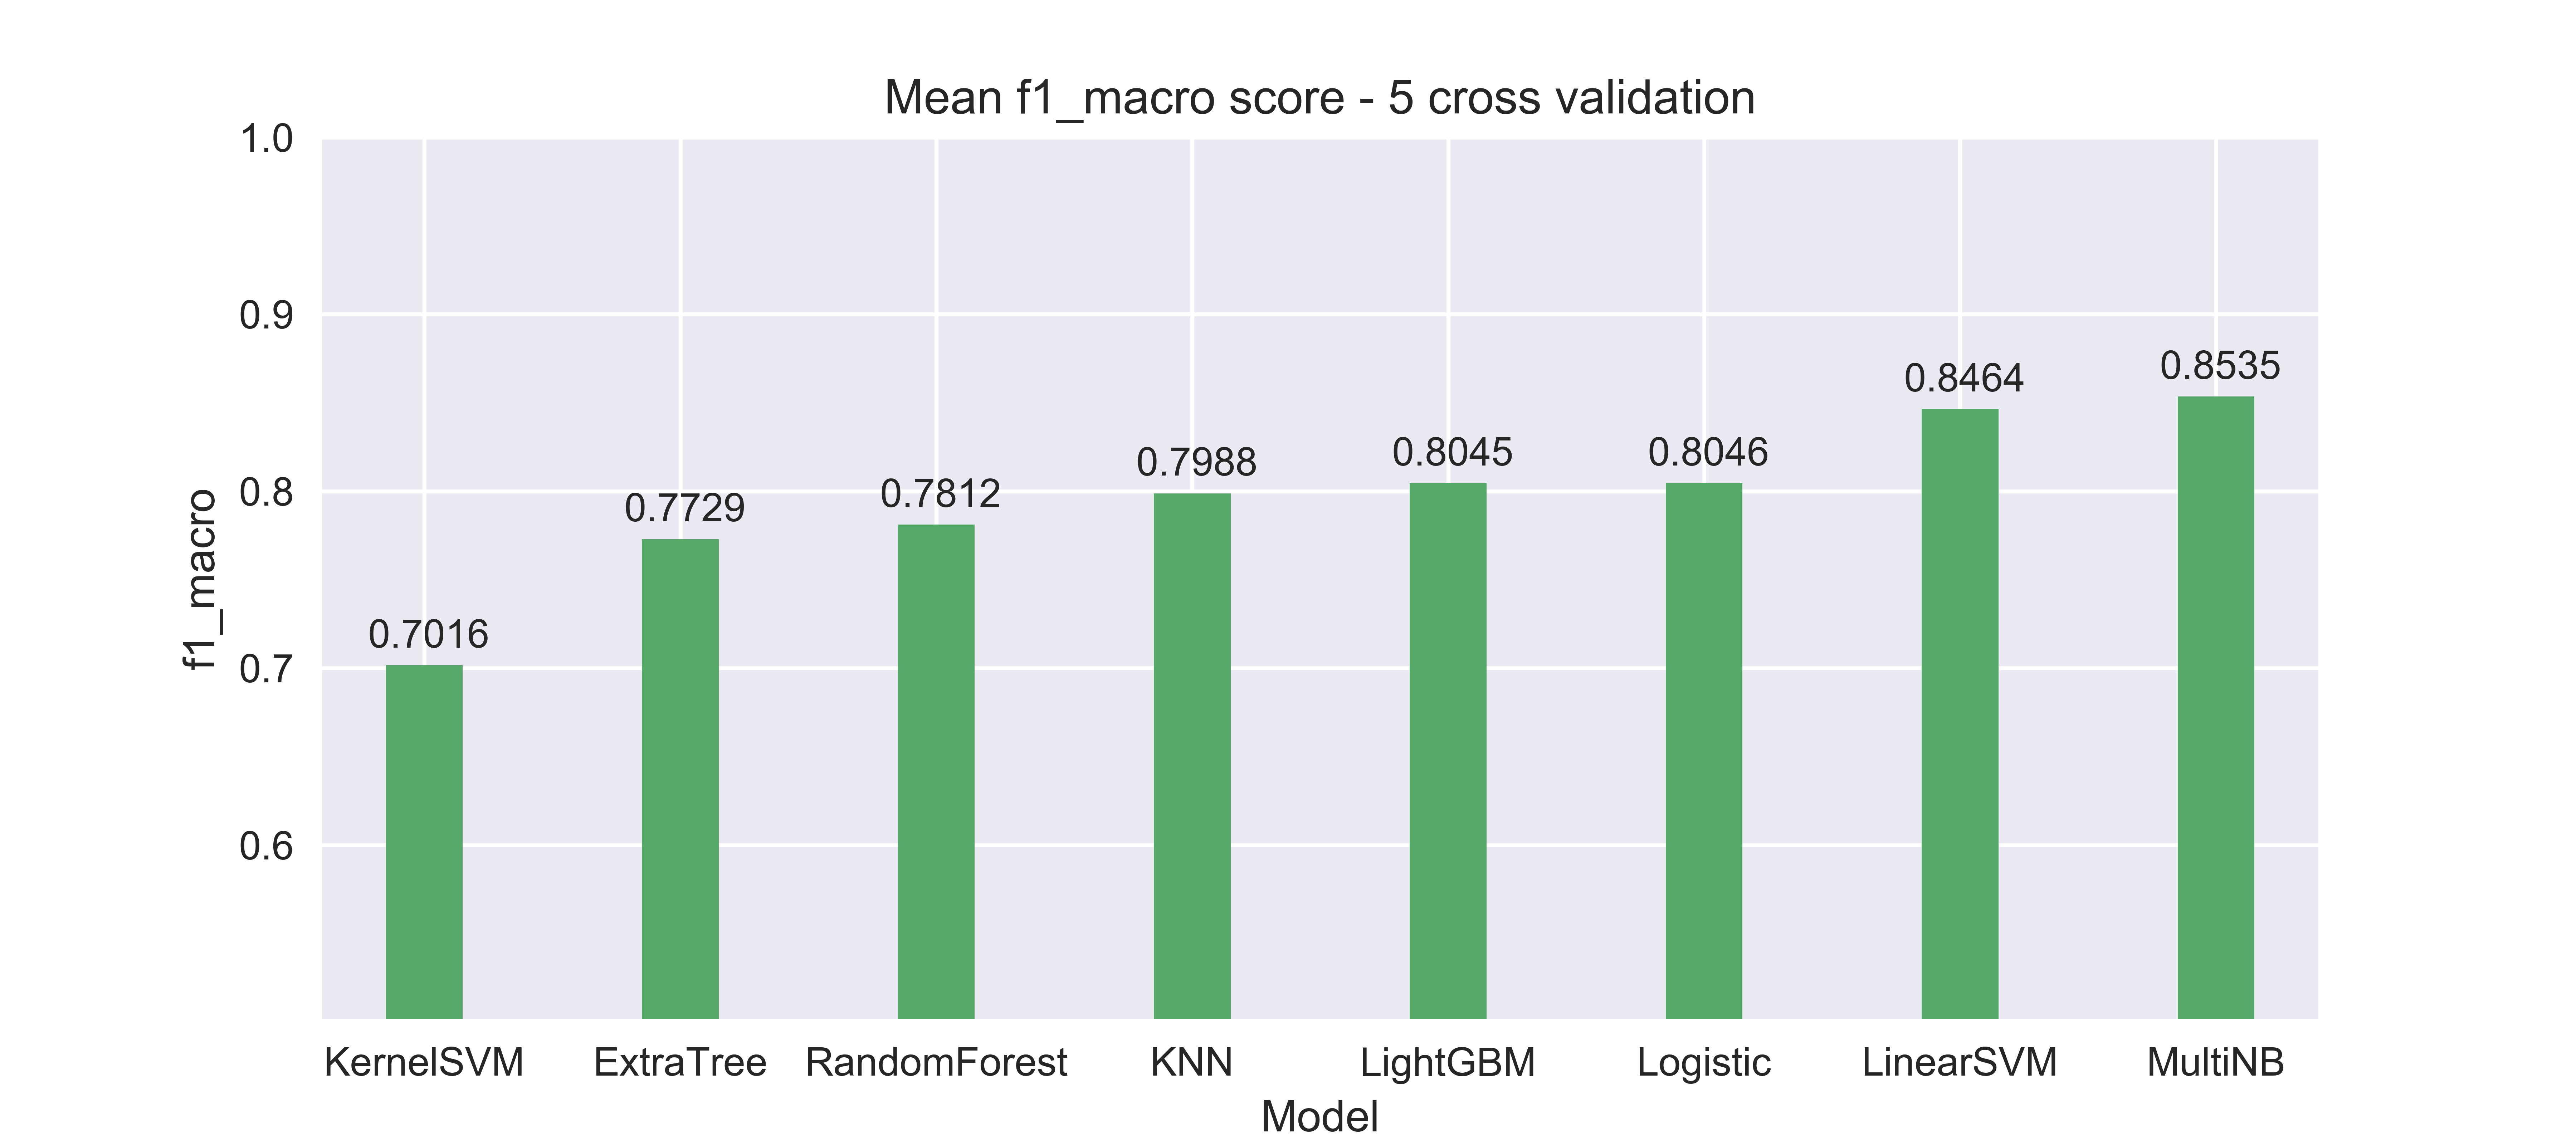 Mean f1_macro score - 5 cross validation
1.0
0.9
0.8
0.7
0.6
f1_macro
0.7016
0.7729
0.7812
0.7988
0.8045
0.8046
0.8464
0.8535
KernelSVM
ExtraTree
RandomForest
KNN
LightGBM
Logistic
LinearSVM
MultiNB
Model